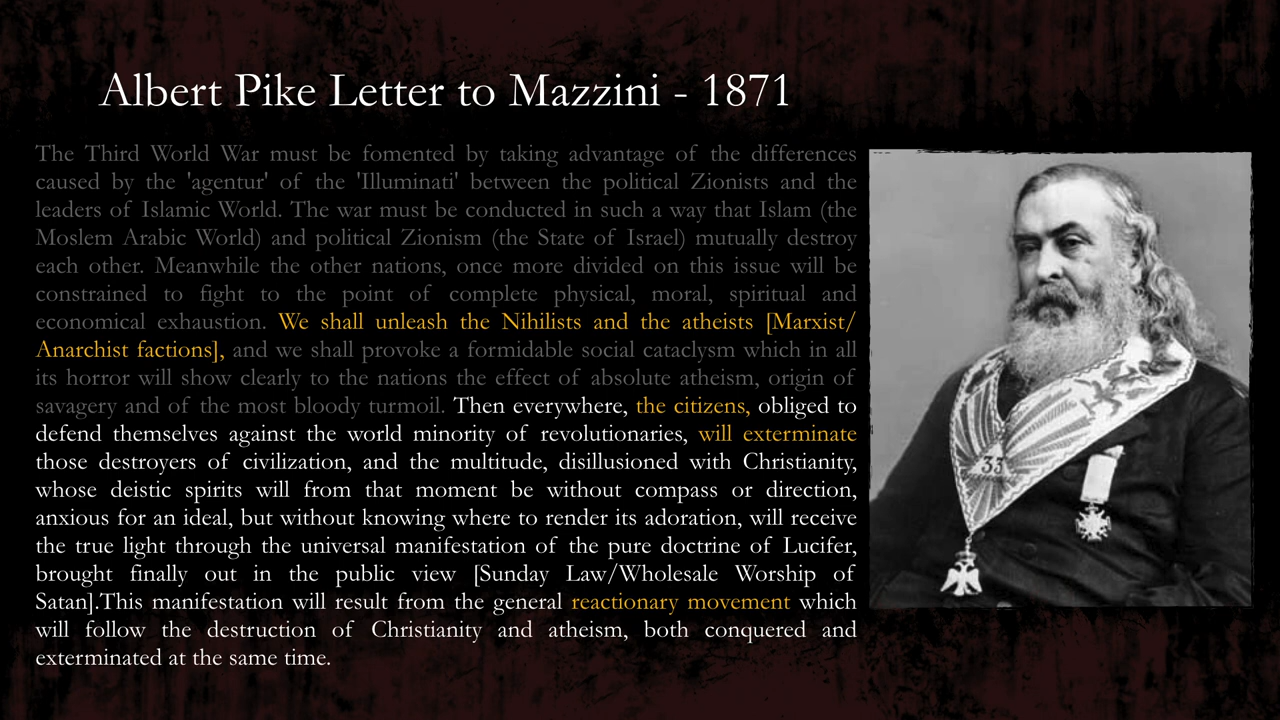 Albert Pike Letter to Mazzini - 1871
The Third World War must be fomented by taking advantage of the differences
caused by the 'agentur' of the 'Illuminati' between the political Zionists and the
leaders of Islamic World. The war must be conducted in such a way that Islam (the
Moslem Arabic World) and political Zionism (the State of Israel) mutually destroy
each other. Meanwhile the other nations, once more divided on this issue will be
constrained to fight to the point of complete physical, moral, spiritual and
economical exhaustion. We shall unleash the Nihilists and the atheists [Marxist/
Anarchist factions], and we shall provoke a formidable social cataclysm which in all
its horror will show clearly to the nations the effect of absolute atheism, origin of
savagery and of the most bloody turmoil. Then everywhere, the citizens, obliged to
defend themselves against the world minority of revolutionaries, will exterminate
those destroyers of civilization, and the multitude, disillusioned with Christianity,
whose deistic spirits will from that moment be without compass or direction,
anxious for an ideal, but without knowing where to render its adoration, will receive
the true light through the universal manifestation of the pure doctrine of Lucifer,
brought finally out in the public view [Sunday Law/Wholesale Worship of
Satan].This manifestation will result from the general reactionary movement which
will follow the destruction of Christianity and atheism, both conquered and
exterminated at the same time.
33